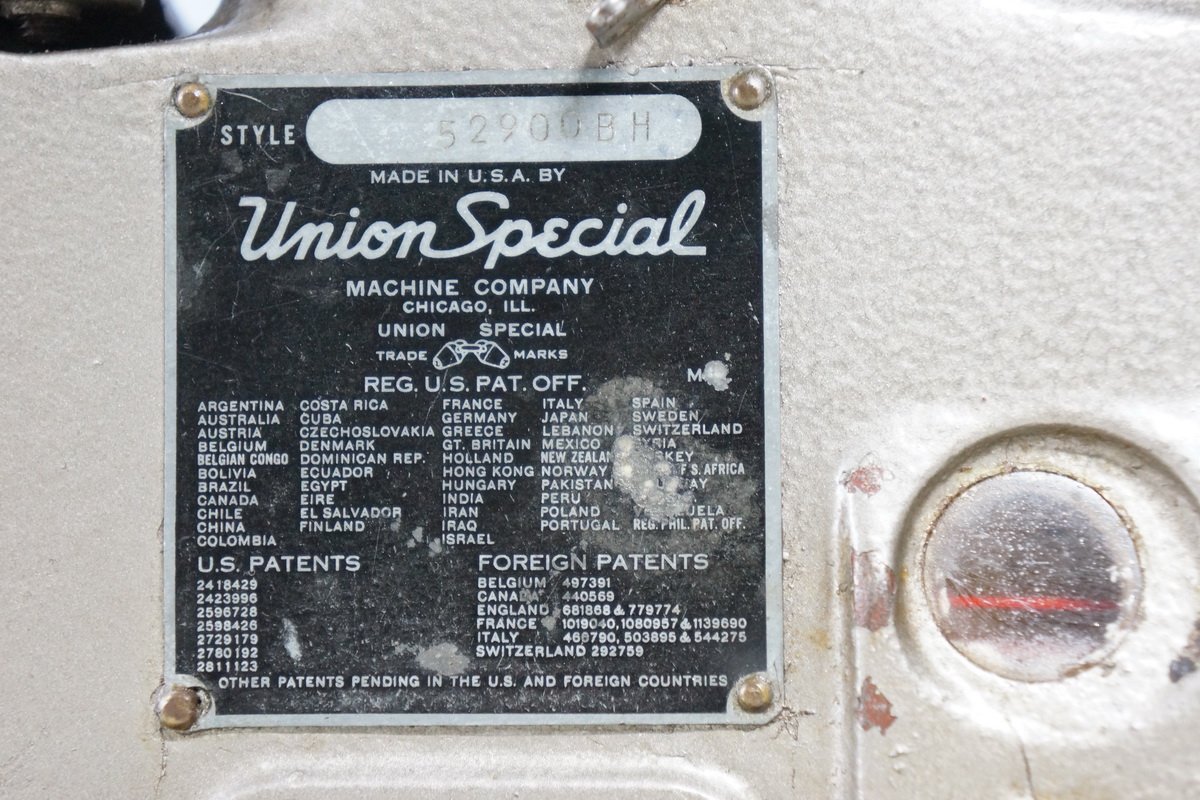 STYLE 52900BH
MADE IN U.S.A. BY
Union Special
MACHINE COMPANY
CHICAGO, ILL.
UNION SPECIAL
TRADE MARKS
REG. U.S. PAT. OFF.
ARGENTINA COSTA RICA FRANCE ITALY SPAIN
AUSTRALIA CUBA GERMANY JAPAN SWEDEN
AUSTRIA CZECHOSLOVAKIA GREECE LEBANON SWITZERLAND
BELGIUM DENMARK GT. BRITAIN MEXICO
BELGIAN CONGO DOMINICAN REP. HOLLAND NEW
BOLIVIA ECUADOR HONG KONG NORWAY S. AFRICA
BRAZIL EGYPT HUNGARY PAKISTAN
CANADA EIRE INDIA PERU
CHILE EL SALVADOR IRAN POLAND
CHINA FINLAND IRAQ PORTUGAL REG. PHIL. PAT. OFF.
COLOMBIA ISRAEL
U.S. PATENTS FOREIGN PATENTS
2418429 BELGIUM 497391
2423996 CANADA 440569
2596728 ENGLAND 681868 & 779774
2598426 FRANCE 1019040, 1080957 & 1139690
2729179 ITALY 468790, 503895 & 544275
2780192 SWITZERLAND 292759
2811123
OTHER PATENTS PENDING IN THE U.S. AND FOREIGN COUNTRIES